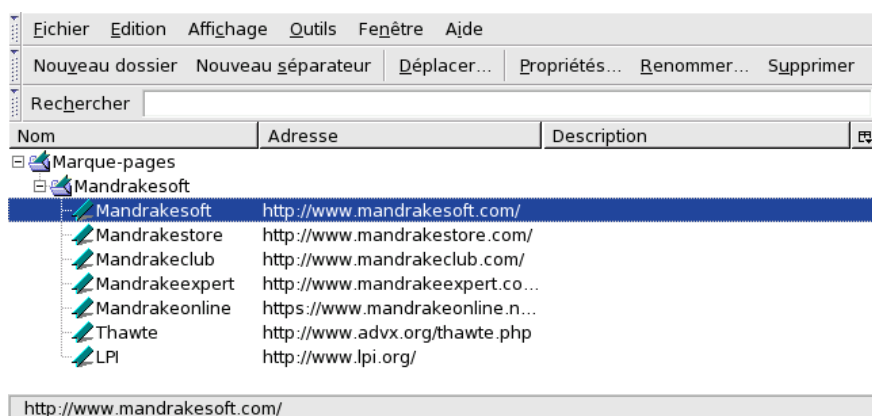 Fichier Edition Affichage Outils Fenêtre Aide
Nouveau dossier Nouveau séparateur Déplacer... Propriétés... Renommer... Supprimer
Rechercher
Nom Adresse Description
Marque-pages
Mandrakesoft
Mandrakesoft http://www.mandrakesoft.com/
Mandrakestore http://www.mandrakestore.com/
Mandrakeclub http://www.mandrakeclub.com/
Mandrakeexpert http://www.mandrakeexpert.co...
Mandrakeonline https://www.mandrakeonline.n...
Thawte http://www.advx.org/thawte.php
LPI http://www.lpi.org/
http://www.mandrakesoft.com/